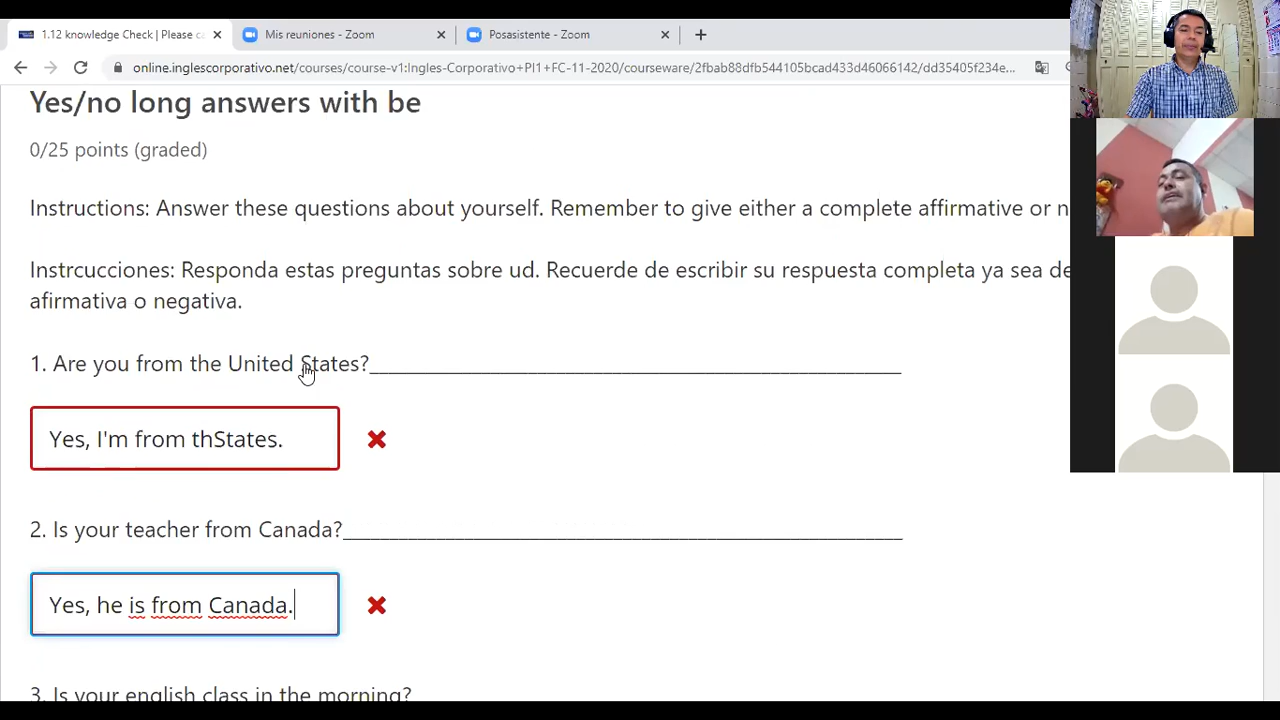 1.12 knowledge Check | Please c
Mis reuniones - Zoom
Posasistente - Zoom
online.inglescorporativo.net/courses/course-v1:Ingles-Corporativo+PI1+FC-11-2020/courseware/2fbab88dfb544105bcad433d46066142/dd35405f234e...
Yes/no long answers with be
0/25 points (graded)
Instructions: Answer these questions about yourself. Remember to give either a complete affirmative or n
Instrcucciones: Responda estas preguntas sobre ud. Recuerde de escribir su respuesta completa ya sea de
afirmativa o negativa.
1. Are you from the United States?
Yes, I'm from thStates.
2. Is your teacher from Canada?
Yes, he is from Canada.
3. Is your english class in the morning?